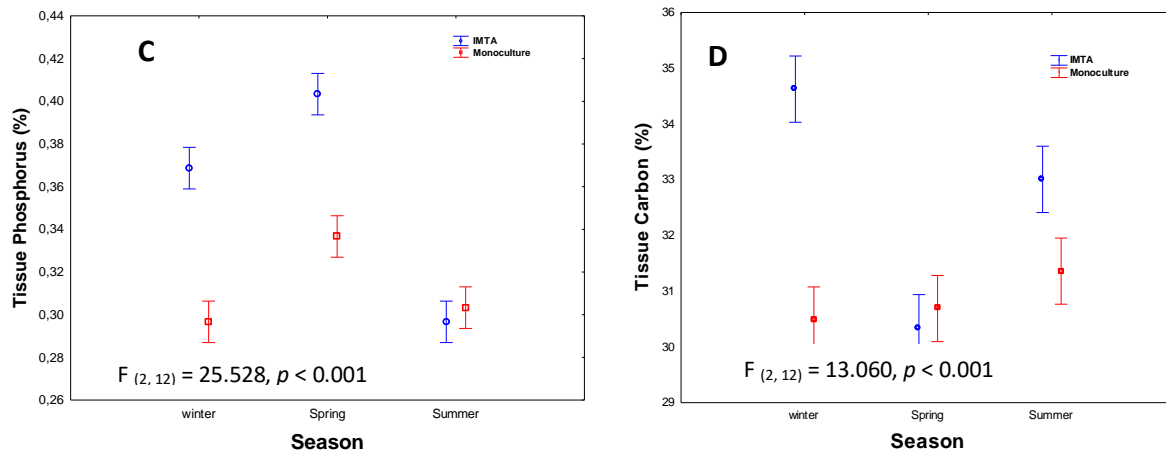 C
IMTA
Monoculture
Tissue Phosphorus (%)
0,44
0,42
0,40
0,38
0,36
0,34
0,32
0,30
0,28
0,26
F (2, 12) = 25.528, p < 0.001
winter Spring Summer
Season
D
IMTA
Monoculture
Tissue Carbon (%)
36
35
34
33
32
31
30
29
F (2, 12) = 13.060, p < 0.001
winter Spring Summer
Season